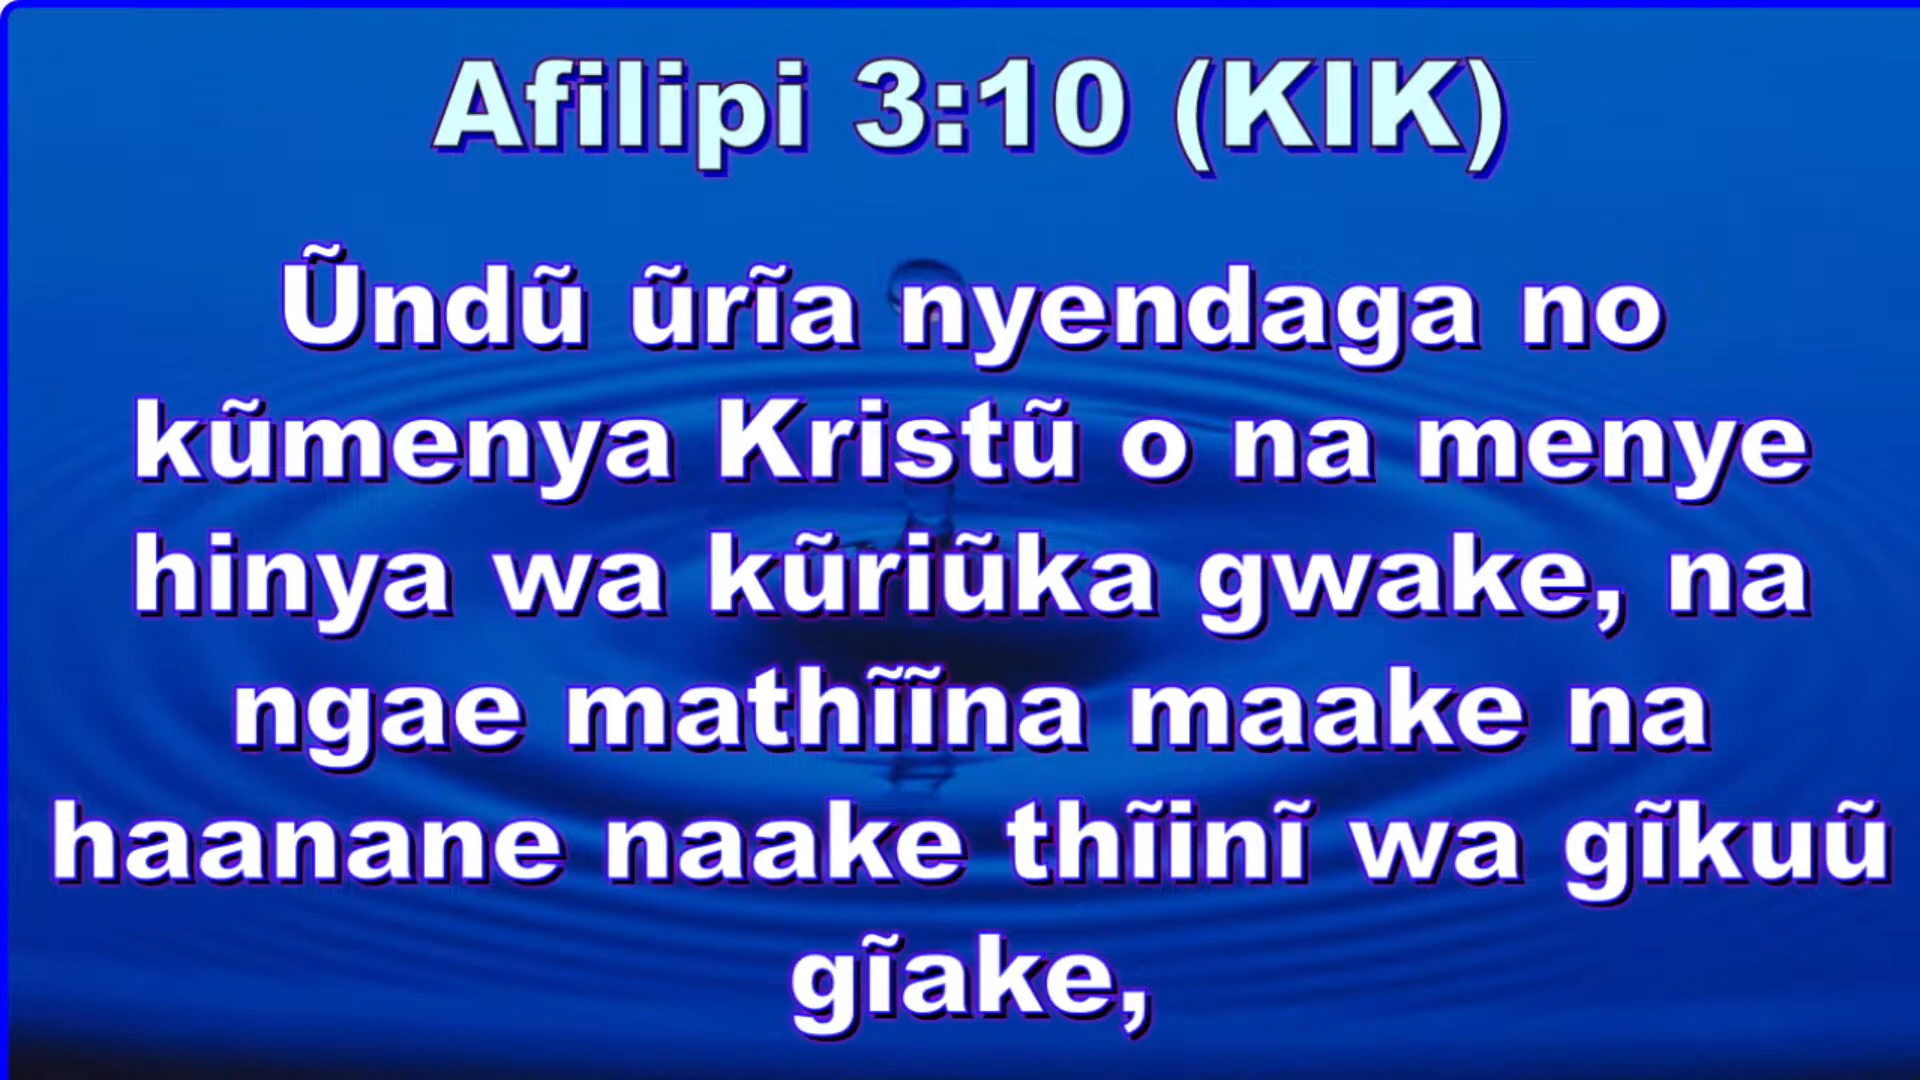 Afilipi 3:10 (KIK)
Ũndũ ũrĩa nyendaga no
kũmenya Kristũ o na menye
hinya wa kũriũka gwake, na
ngae mathĩĩna maake na
haanane naake thĩinĩ wa gĩkuũ
gĩake,